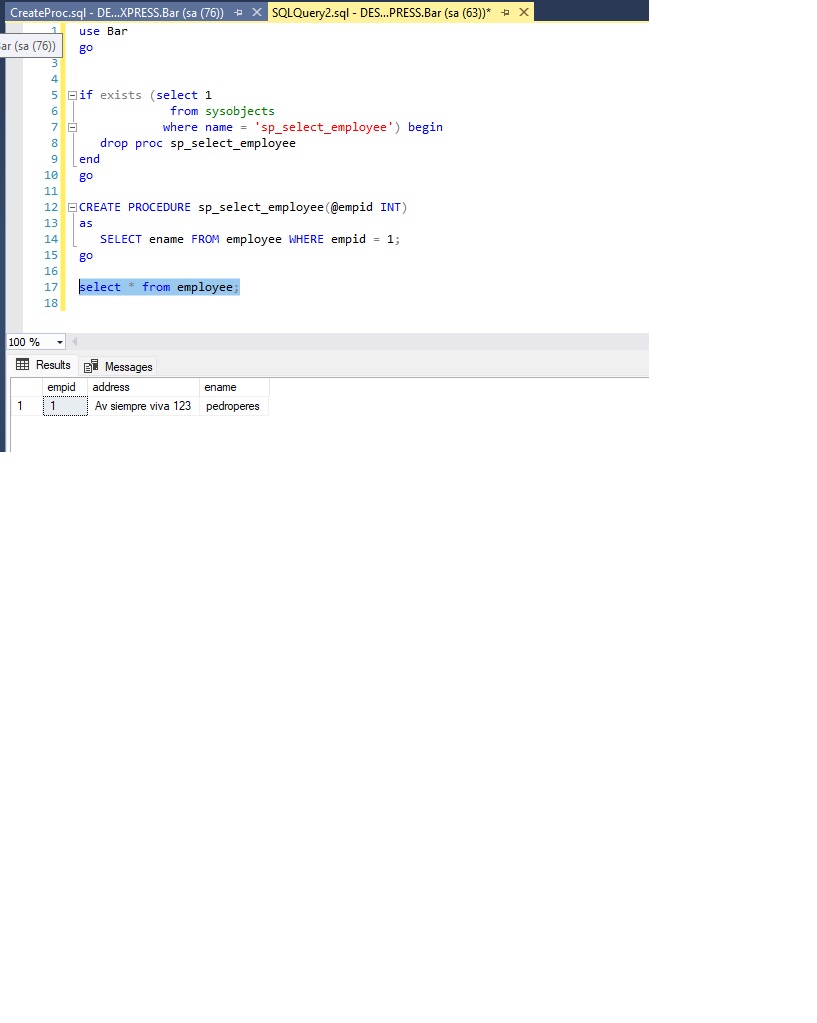 CreateProc.sql - DE...XPRESS.Bar (sa (76)) SQLQuery2.sql - DES...PRESS.Bar (sa (63))*
ar (sa (76))
1 use Bar
go
3
4
5 if exists (select 1
6 from sysobjects
7 where name = 'sp_select_employee') begin
8 drop proc sp_select_employee
9 end
10 go
11
12 CREATE PROCEDURE sp_select_employee(@empid INT)
13 as
14 SELECT ename FROM employee WHERE empid = 1;
15 go
16
17 select * from employee;
18
100 %
Results Messages
empid address ename
1 1 Av siempre viva 123 pedroperes